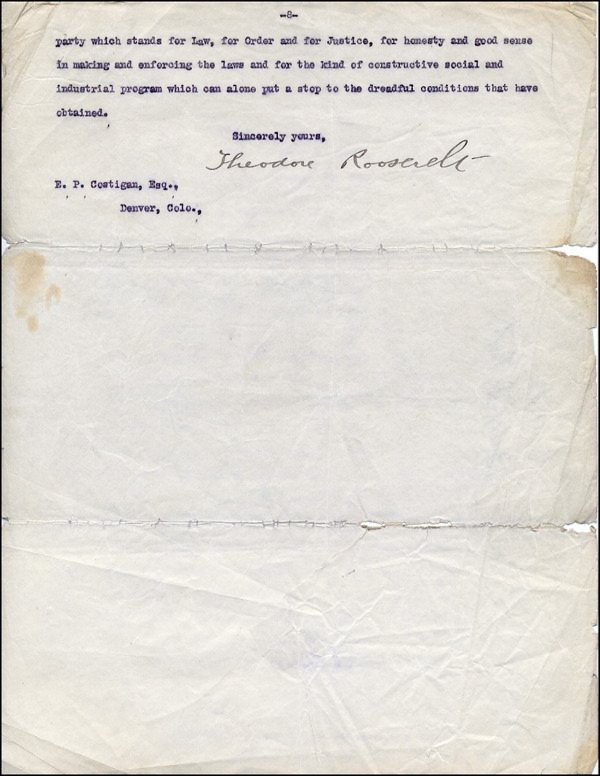 -8-
party which stands for Law, for Order and for Justice, for honesty and good sense
in making and enforcing the laws and for the kind of constructive social and
industrial program which can alone put a stop to the dreadful conditions that have
obtained.
Sincerely yours,
Theodore Roosevelt
E. P. Costigan, Esq.,
Denver, Colo.,